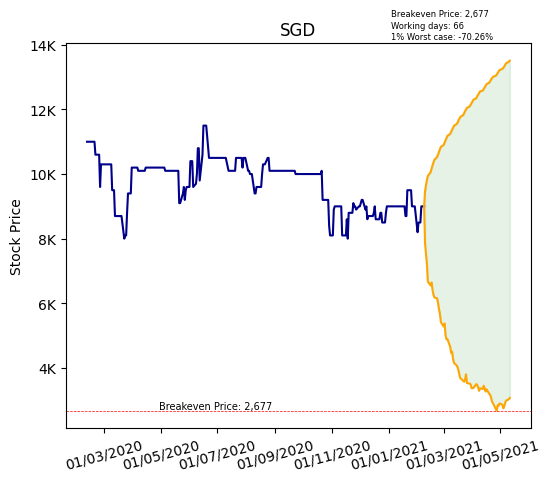 Breakeven Price: 2,677
Working days: 66
1% Worst case: -70.26%
SGD
14K
12K
10K
8K
6K
4K
Stock Price
Breakeven Price: 2,677
01/03/2020
01/05/2020
01/07/2020
01/09/2020
01/11/2020
01/01/2021
01/03/2021
01/05/2021